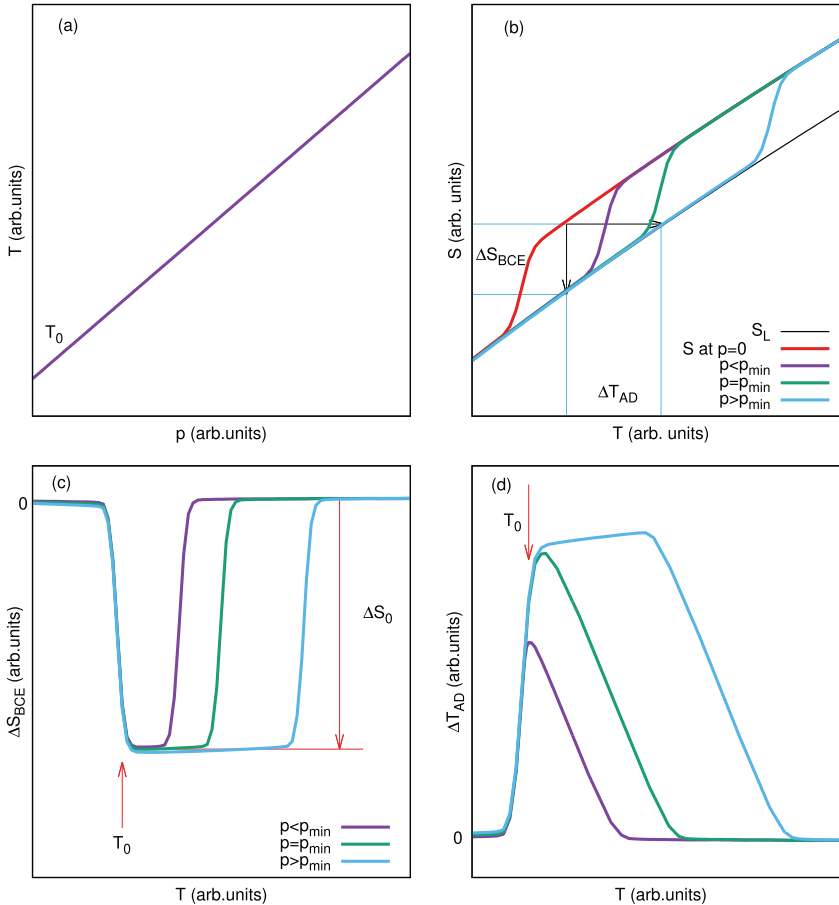 (a)
T (arb.units)
T0
p (arb.units)
(b)
S (arb. units)
ΔSBCE
ΔTAD
SL
S at p=0
p<pmin
p=pmin
p>pmin
T (arb. units)
(c)
0
ΔSBCE (arb.units)
ΔS0
T0
p<pmin
p=pmin
p>pmin
T (arb.units)
(d)
T0
ΔTAD (arb.units)
0
T (arb.units)